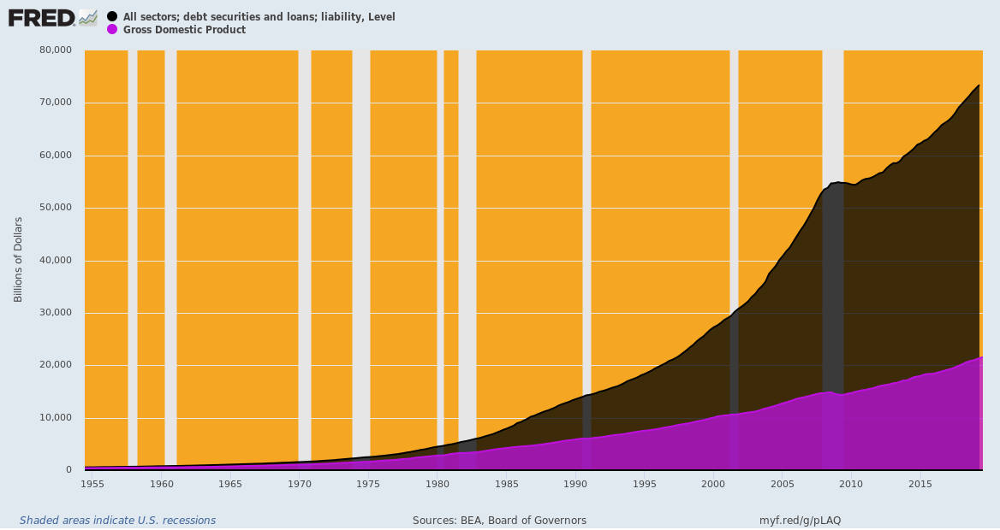 FRED
All sectors; debt securities and loans; liability, Level
Gross Domestic Product
80,000
70,000
60,000
50,000
40,000
30,000
20,000
10,000
0
Billions of Dollars
1955 1960 1965 1970 1975 1980 1985 1990 1995 2000 2005 2010 2015
Shaded areas indicate U.S. recessions Sources: BEA, Board of Governors myf.red/g/pLAQ